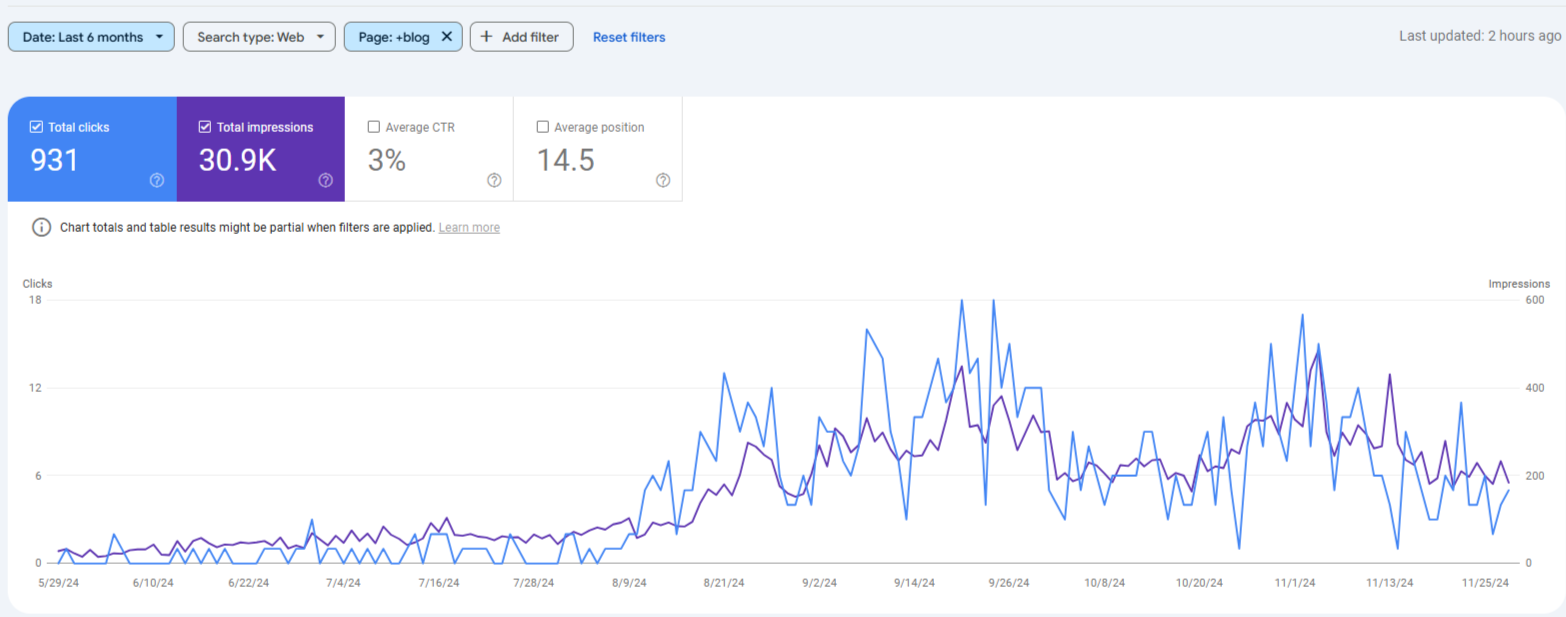 Date: Last 6 months Search type: Web Page: +blog Add filter Reset filters Last updated: 2 hours ago
Total clicks Total impressions Average CTR Average position
931 30.9K 3% 14.5
Chart totals and table results might be partial when filters are applied. Learn more
Clicks Impressions
18 600
12 400
6 200
0 0
5/29/24 6/10/24 6/22/24 7/4/24 7/16/24 7/28/24 8/9/24 8/21/24 9/2/24 9/14/24 9/26/24 10/8/24 10/20/24 11/1/24 11/13/24 11/25/24